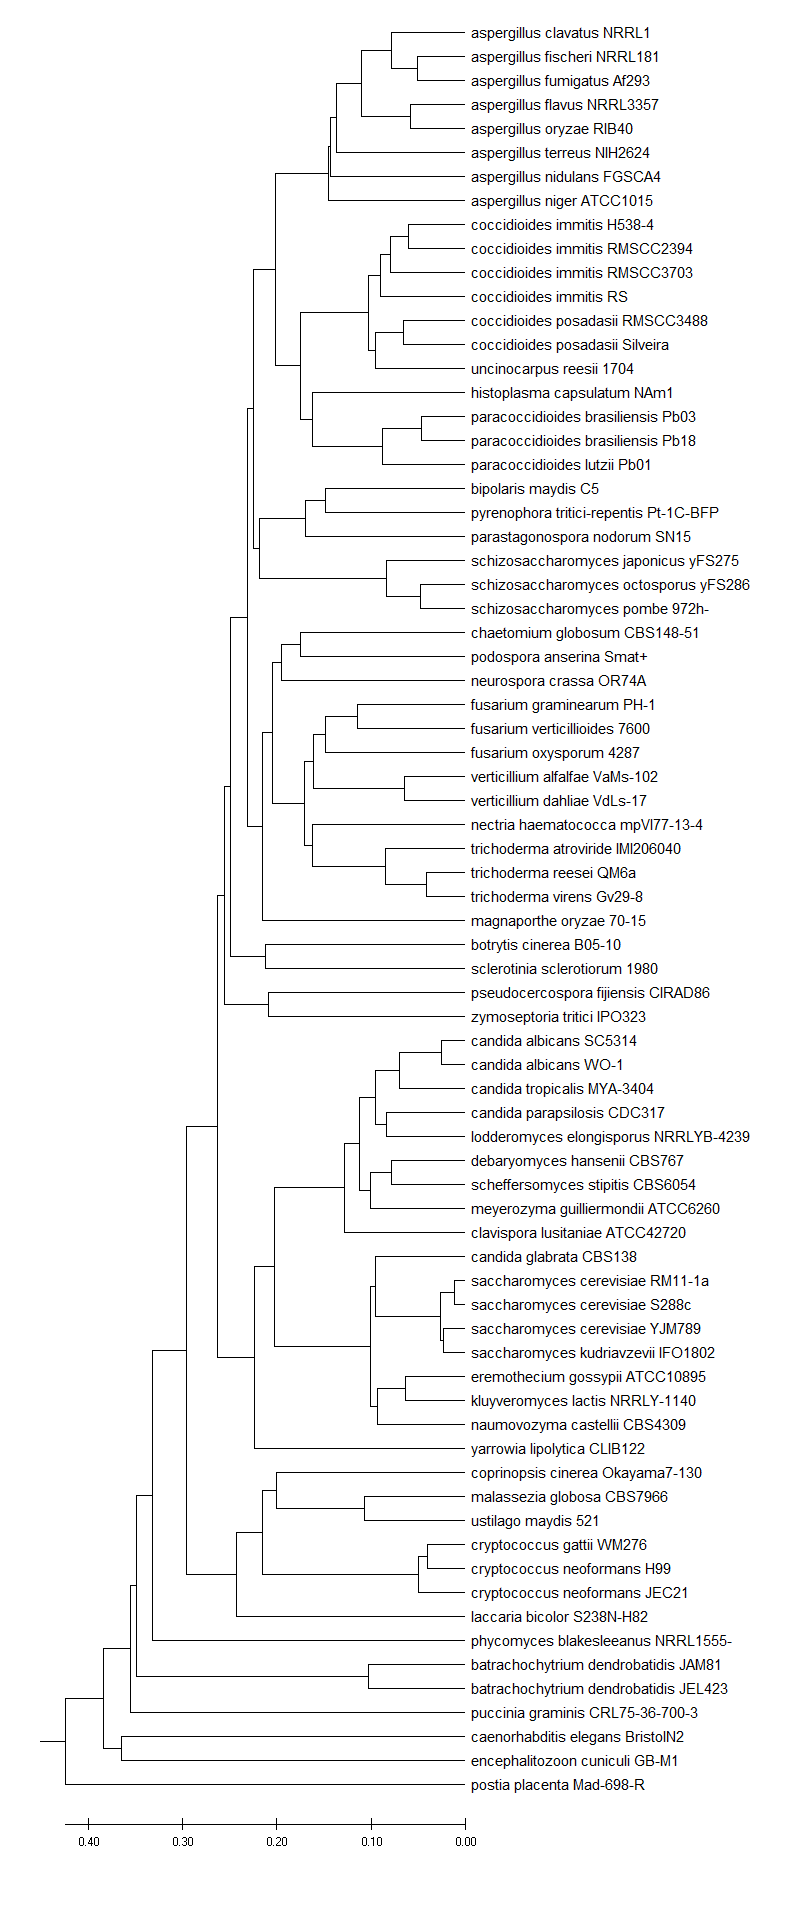 aspergillus clavatus NRRL1
aspergillus fischeri NRRL181
aspergillus fumigatus Af293
aspergillus flavus NRRL3357
aspergillus oryzae RIB40
aspergillus terreus NIH2624
aspergillus nidulans FGSCA4
aspergillus niger ATCC1015
coccidioides immitis H538-4
coccidioides immitis RMSCC2394
coccidioides immitis RMSCC3703
coccidioides immitis RS
coccidioides posadasii RMSCC3488
coccidioides posadasii Silveira
uncinocarpus reesii 1704
histoplasma capsulatum NAm1
paracoccidioides brasiliensis Pb03
paracoccidioides brasiliensis Pb18
paracoccidioides lutzii Pb01
bipolaris maydis C5
pyrenophora tritici-repentis Pt-1C-BFP
parastagonospora nodorum SN15
schizosaccharomyces japonicus yFS275
schizosaccharomyces octosporus yFS286
schizosaccharomyces pombe 972h-
chaetomium globosum CBS148-51
podospora anserina Smat+
neurospora crassa OR74A
fusarium graminearum PH-1
fusarium verticillioides 7600
fusarium oxysporum 4287
verticillium alfalfae VaMs-102
verticillium dahliae VdLs-17
nectria haematococca mpVI77-13-4
trichoderma atroviride IMI206040
trichoderma reesei QM6a
trichoderma virens Gv29-8
magnaporthe oryzae 70-15
botrytis cinerea B05-10
sclerotinia sclerotiorum 1980
pseudocercospora fijiensis CIRAD86
zymoseptoria tritici IPO323
candida albicans SC5314
candida albicans WO-1
candida tropicalis MYA-3404
candida parapsilosis CDC317
lodderomyces elongisporus NRRLYB-4239
debaryomyces hansenii CBS767
scheffersomyces stipitis CBS6054
meyerozyma guilliermondii ATCC6260
clavispora lusitaniae ATCC42720
candida glabrata CBS138
saccharomyces cerevisiae RM11-1a
saccharomyces cerevisiae S288c
saccharomyces cerevisiae YJM789
saccharomyces kudriavzevii IFO1802
eremothecium gossypii ATCC10895
kluyveromyces lactis NRRLY-1140
naumovozyma castellii CBS4309
yarrowia lipolytica CLIB122
coprinopsis cinerea Okayama7-130
malassezia globosa CBS7966
ustilago maydis 521
cryptococcus gattii WM276
cryptococcus neoformans H99
cryptococcus neoformans JEC21
laccaria bicolor S238N-H82
phycomyces blakesleeanus NRRL1555-
batrachochytrium dendrobatidis JAM81
batrachochytrium dendrobatidis JEL423
puccinia graminis CRL75-36-700-3
caenorhabditis elegans BristolN2
encephalitozoon cuniculi GB-M1
postia placenta Mad-698-R
0.40 0.30 0.20 0.10 0.00